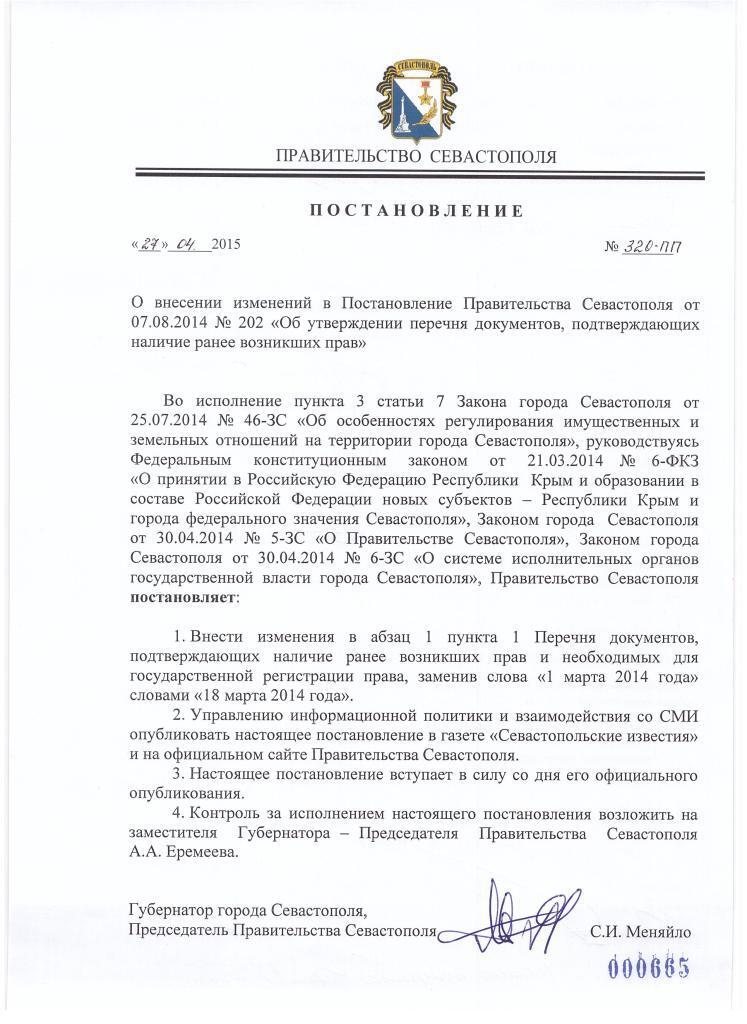 СЕВАСТОПОЛЬ
ПРАВИТЕЛЬСТВО СЕВАСТОПОЛЯ
ПОСТАНОВЛЕНИЕ
«27» 04. 2015
№ 320-ПП
О внесении изменений в Постановление Правительства Севастополя от
07.08.2014 № 202 «Об утверждении перечня документов, подтверждающих
наличие ранее возникших прав»
Во исполнение пункта 3 статьи 7 Закона города Севастополя от
25.07.2014 № 46-ЗС «Об особенностях регулирования имущественных и
земельных отношений на территории города Севастополя», руководствуясь
Федеральным конституционным законом от 21.03.2014 № 6-ФКЗ
«О принятии в Российскую Федерацию Республики Крым и образовании в
составе Российской Федерации новых субъектов – Республики Крым и
города федерального значения Севастополя», Законом города Севастополя
от 30.04.2014 № 5-ЗС «О Правительстве Севастополя», Законом города
Севастополя от 30.04.2014 № 6-ЗС «О системе исполнительных органов
государственной власти города Севастополя», Правительство Севастополя
постановляет:
1. Внести изменения в абзац 1 пункта 1 Перечня документов,
подтверждающих наличие ранее возникших прав и необходимых для
государственной регистрации права, заменив слова «1 марта 2014 года»
словами «18 марта 2014 года».
2. Управлению информационной политики и взаимодействия со СМИ
опубликовать настоящее постановление в газете «Севастопольские известия»
и на официальном сайте Правительства Севастополя.
3. Настоящее постановление вступает в силу со дня его официального
опубликования.
4. Контроль за исполнением настоящего постановления возложить на
заместителя Губернатора – Председателя Правительства Севастополя
А.А. Еремеева.
Губернатор города Севастополя,
Председатель Правительства Севастополя
С.И. Меняйло
000665